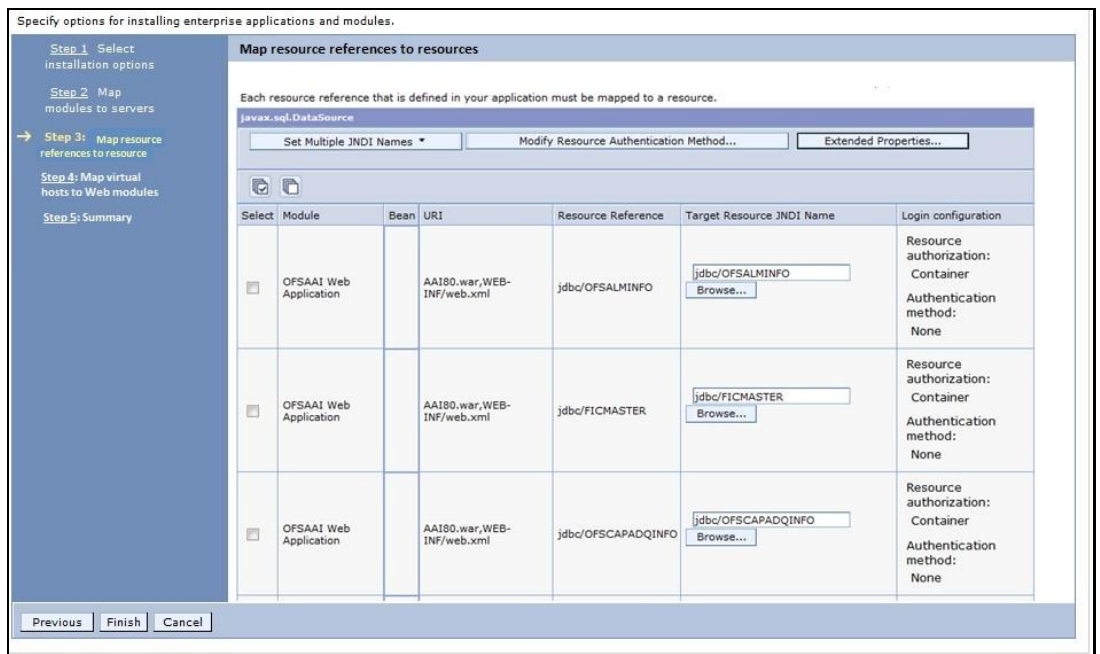 Specify options for installing enterprise applications and modules.
Step 1 Select
installation options
Step 2 Map
modules to servers
Step 3: Map resource
references to resource
Step 4: Map virtual
hosts to Web modules
Step 5: Summary
Map resource references to resources
Each resource reference that is defined in your application must be mapped to a resource.
javax.sql.DataSource
Set Multiple JNDI Names
Modify Resource Authentication Method...
Extended Properties...
Select Module Bean URI Resource Reference Target Resource JNDI Name Login configuration
OFSAAI Web
Application
AAI80.war,WEB-
INF/web.xml
jdbc/OFSALMINFO
jdbc/OFSALMINFO
Browse...
Resource
authorization:
Container
Authentication
method:
None
OFSAAI Web
Application
AAI80.war,WEB-
INF/web.xml
jdbc/FICMASTER
jdbc/FICMASTER
Browse...
Resource
authorization:
Container
Authentication
method:
None
OFSAAI Web
Application
AAI80.war,WEB-
INF/web.xml
jdbc/OFSCAPADQINFO
jdbc/OFSCAPADQINFO
Browse...
Resource
authorization:
Container
Authentication
method:
None
Previous Finish Cancel